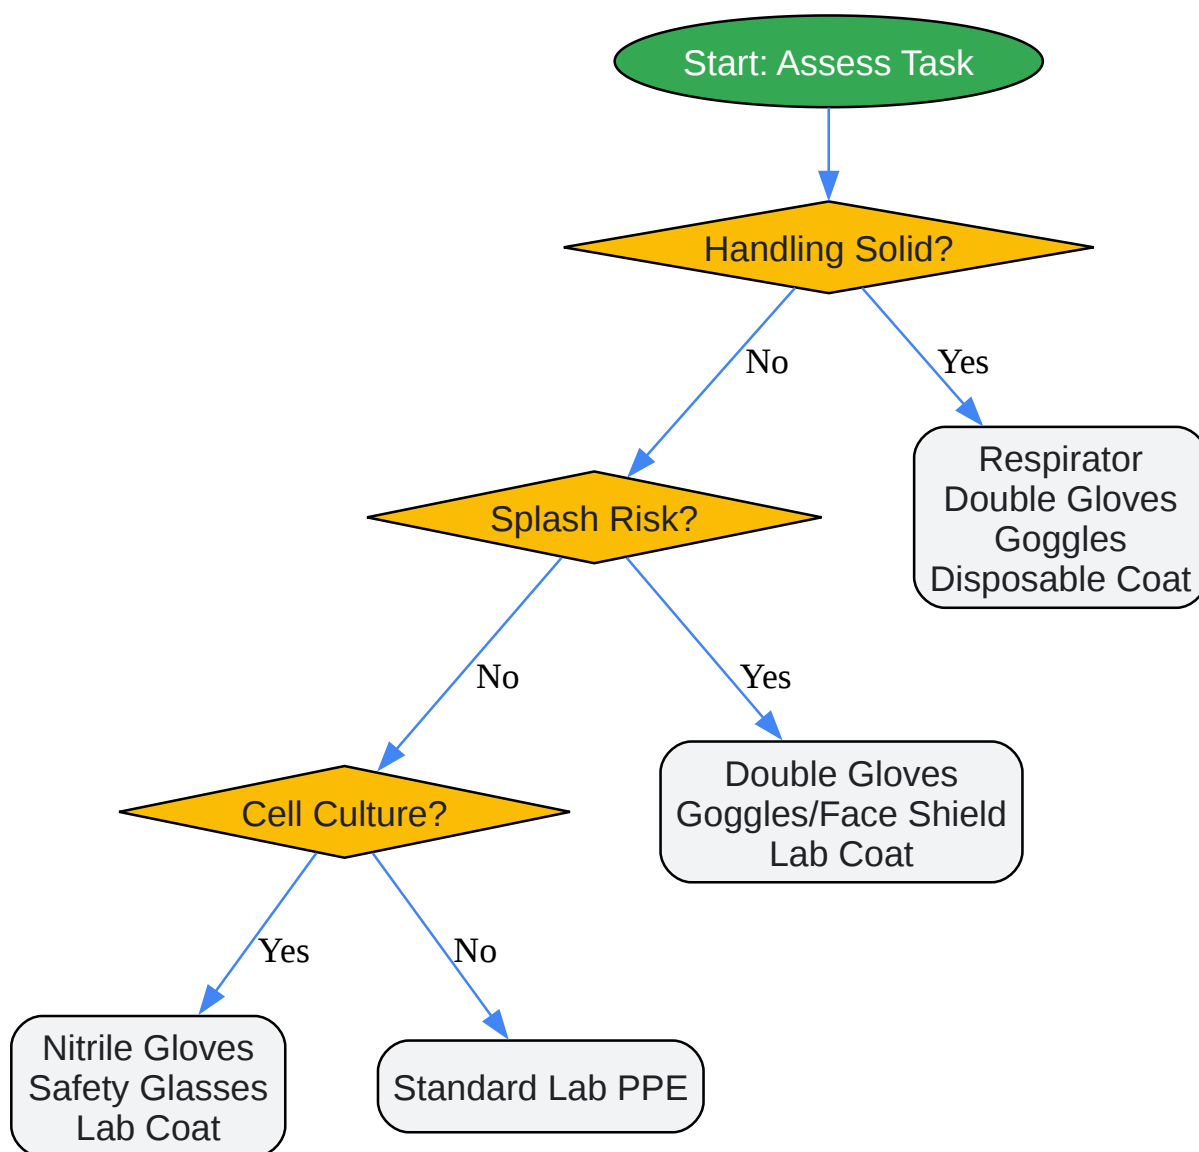 Start: Assess Task
Handling Solid?
No
Yes
Respirator
Double Gloves
Goggles
Disposable Coat
Splash Risk?
No
Yes
Double Gloves
Goggles/Face Shield
Lab Coat
Cell Culture?
Yes
No
Nitrile Gloves
Safety Glasses
Lab Coat
Standard Lab PPE